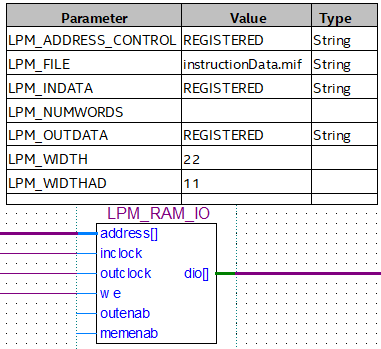 Parameter Value Type
LPM_ADDRESS_CONTROL REGISTERED String
LPM_FILE instructionData.mif String
LPM_INDATA REGISTERED String
LPM_NUMWORDS
LPM_OUTDATA REGISTERED String
LPM_WIDTH 22
LPM_WIDTHAD 11
LPM_RAM_IO
address[]
inclock
outclock dio[]
we
outenab
memenab